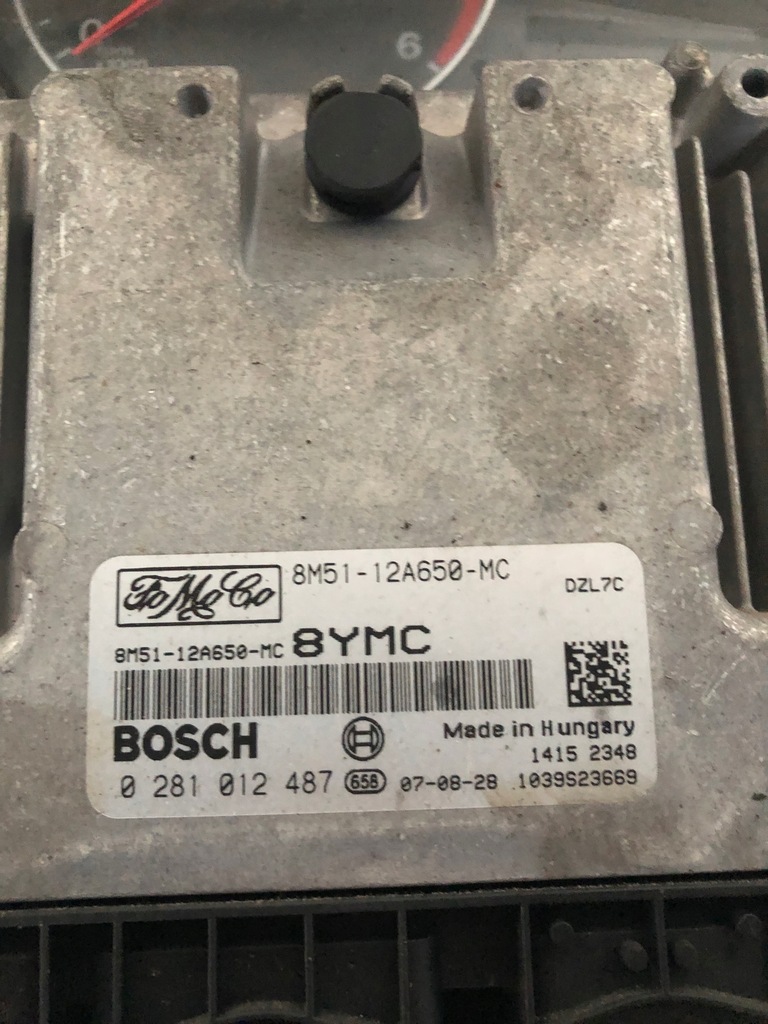 0
6
FoMoCo
8M51-12A650-MC
DZL7C
8M51-12A650-MC 8YMC
BOSCH
Made in Hungary
1415 2348
0 281 012 487 658 07-08-28 1039S23669